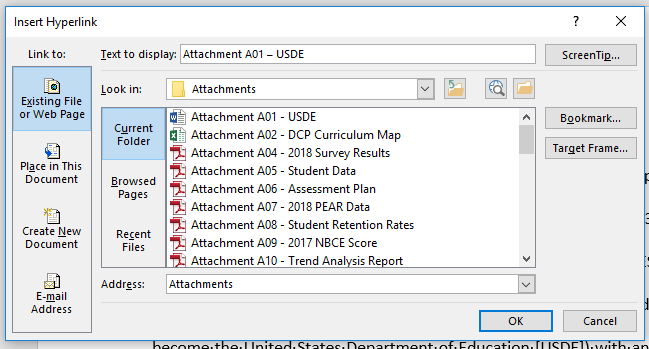 Insert Hyperlink
?
Link to:
Text to display: Attachment A01 – USDE
ScreenTip...
Existing File
or Web Page
Place in This
Document
Create New
Document
E-mail
Address
Look in: Attachments
Current
Folder
Browsed
Pages
Recent
Files
Attachment A01 - USDE
Attachment A02 - DCP Curriculum Map
Attachment A04 - 2018 Survey Results
Attachment A05 - Student Data
Attachment A06 - Assessment Plan
Attachment A07 - 2018 PEAR Data
Attachment A08 - Student Retention Rates
Attachment A09 - 2017 NBCE Score
Attachment A10 - Trend Analysis Report
Bookmark...
Target Frame...
Address: Attachments
OK
Cancel
become·the·United·States·Department·of·Education·[USDE])·with·an